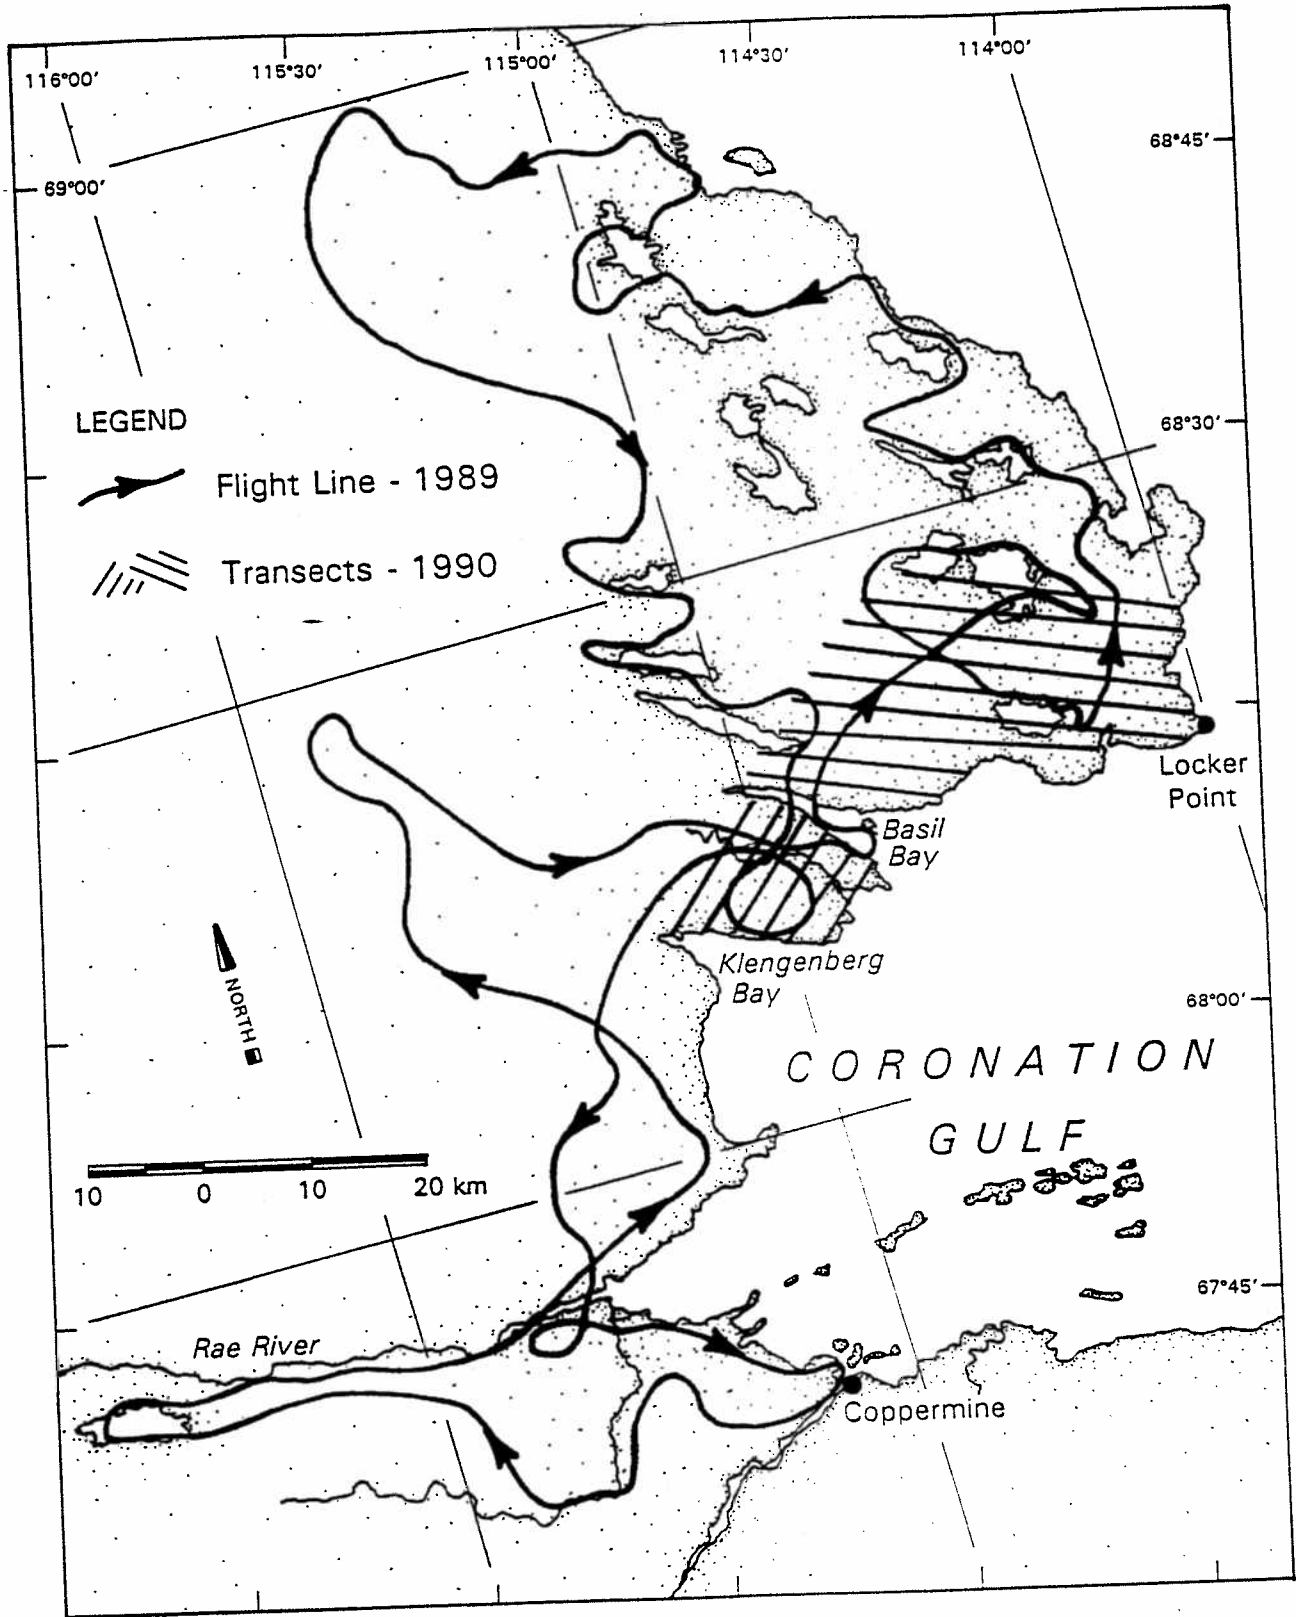 116°00′
115°30′
115°00′
114°30′
114°00′
68°45′
69°00′
LEGEND
Flight Line - 1989
Transects - 1990
68°30′
Locker
Point
Basil
Bay
Klengenberg
Bay
NORTH
68°00′
CORONATION
GULF
10 0 10 20 km
67°45′
Rae River
Coppermine